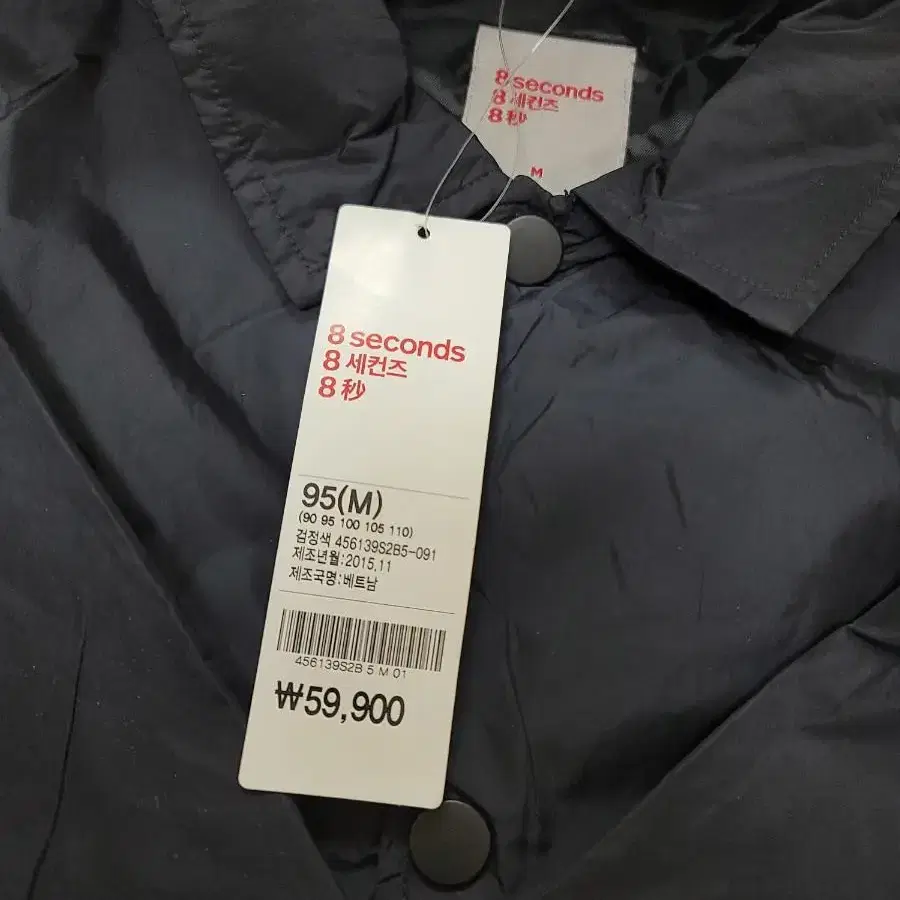 8 seconds
8 세컨즈
8 秒
M
8 seconds
8 세컨즈
8 秒
95(M)
(90 95 100 105 110)
검정색 456139S2B5-091
제조년월:2015.11
제조국명:베트남
456139S2B 5 M 01
₩59,900